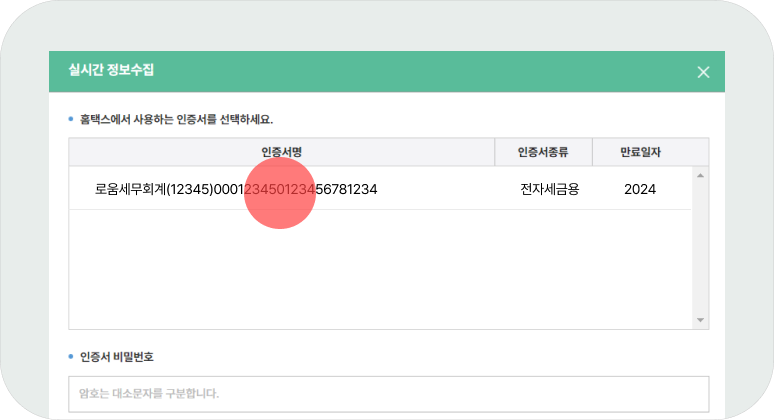 실시간 정보수집
홈택스에서 사용하는 인증서를 선택하세요.
인증서명 인증서종류 만료일자
로움세무회계(12345)000123450123456781234 전자세금용 2024
인증서 비밀번호
암호는 대소문자를 구분합니다.